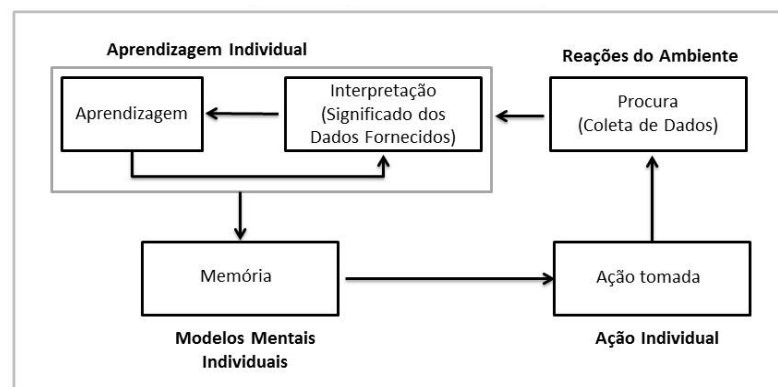 Aprendizagem Individual
Reações do Ambiente
Aprendizagem
Interpretação
(Significado dos
Dados Fornecidos)
Procura
(Coleta de Dados)
Memória
Ação tomada
Modelos Mentais
Individuais
Ação Individual